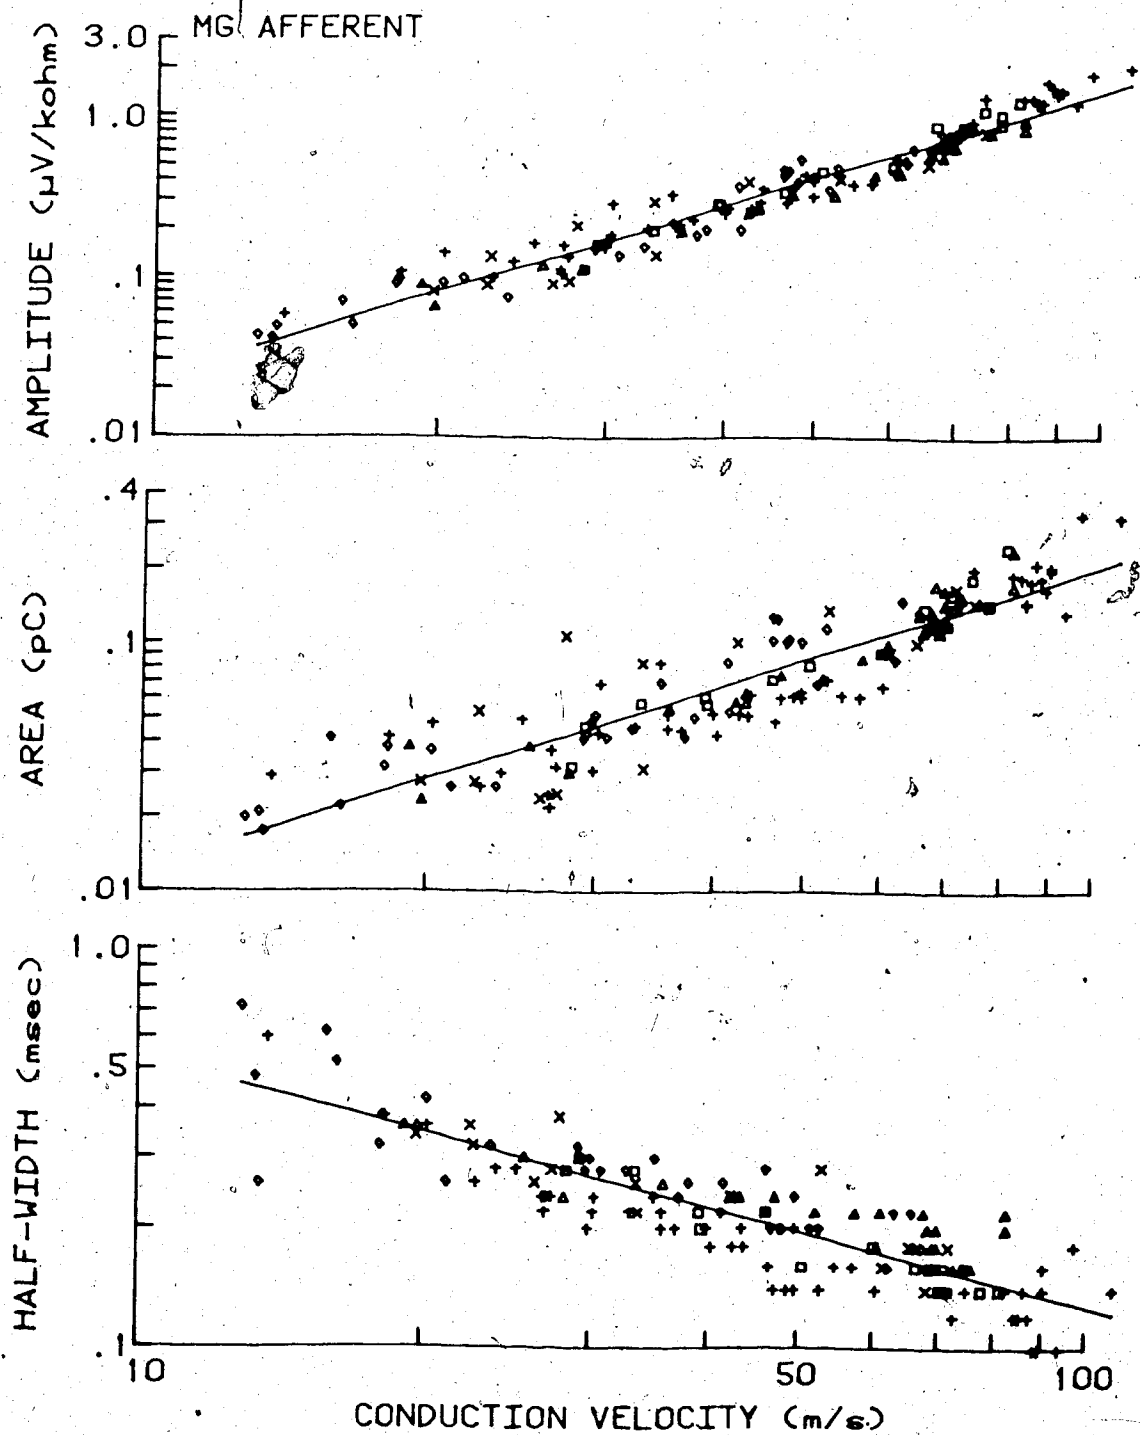 MG AFFERENT
3.0
1.0
.1
.01
AMPLITUDE (µV/kohm)
.4
.1
.01
AREA (pC)
1.0
.5
.1
HALF-WIDTH (msec)
10
50
100
CONDUCTION VELOCITY (m/s)